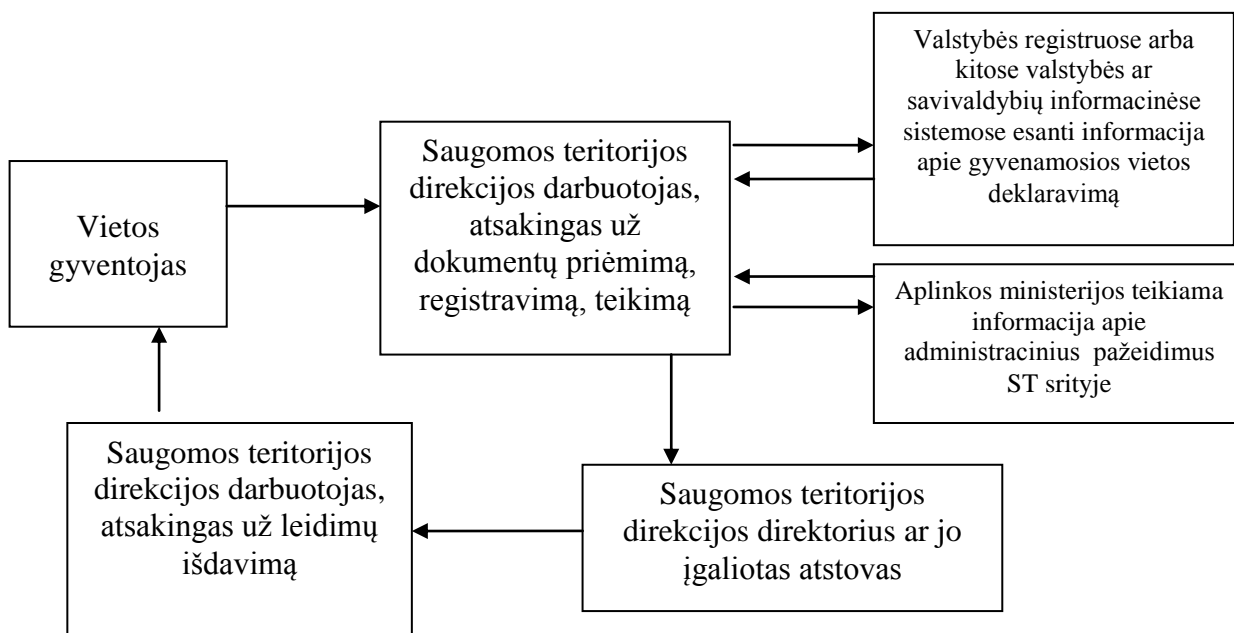 Vietos
gyventojas
Saugomos teritorijos
direkcijos darbuotojas,
atsakingas už
dokumentų priėmimą,
registravimą, teikimą
Valstybės registruose arba
kitose valstybės ar
savivaldybių informacinėse
sistemose esanti informacija
apie gyvenamosios vietos
deklaravimą
Aplinkos ministerijos teikiama
informacija apie
administracinius pažeidimus
ST srityje
Saugomos teritorijos
direkcijos direktorius ar jo
įgaliotas atstovas
Saugomos teritorijos
direkcijos darbuotojas,
atsakingas už leidimų
išdavimą